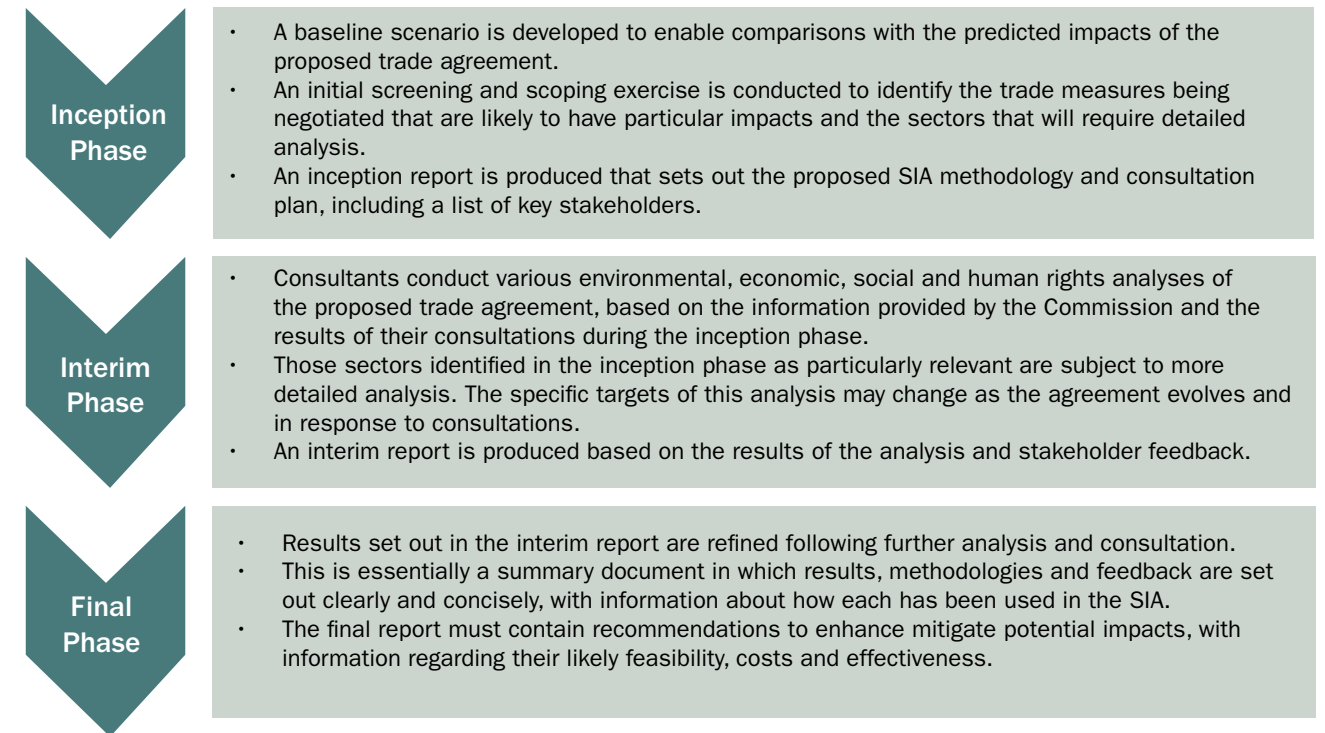 Inception
Phase
• A baseline scenario is developed to enable comparisons with the predicted impacts of the
proposed trade agreement.
• An initial screening and scoping exercise is conducted to identify the trade measures being
negotiated that are likely to have particular impacts and the sectors that will require detailed
analysis.
• An inception report is produced that sets out the proposed SIA methodology and consultation
plan, including a list of key stakeholders.
Interim
Phase
• Consultants conduct various environmental, economic, social and human rights analyses of
the proposed trade agreement, based on the information provided by the Commission and the
results of their consultations during the inception phase.
• Those sectors identified in the inception phase as particularly relevant are subject to more
detailed analysis. The specific targets of this analysis may change as the agreement evolves and
in response to consultations.
• An interim report is produced based on the results of the analysis and stakeholder feedback.
Final
Phase
• Results set out in the interim report are refined following further analysis and consultation.
• This is essentially a summary document in which results, methodologies and feedback are set
out clearly and concisely, with information about how each has been used in the SIA.
• The final report must contain recommendations to enhance mitigate potential impacts, with
information regarding their likely feasibility, costs and effectiveness.